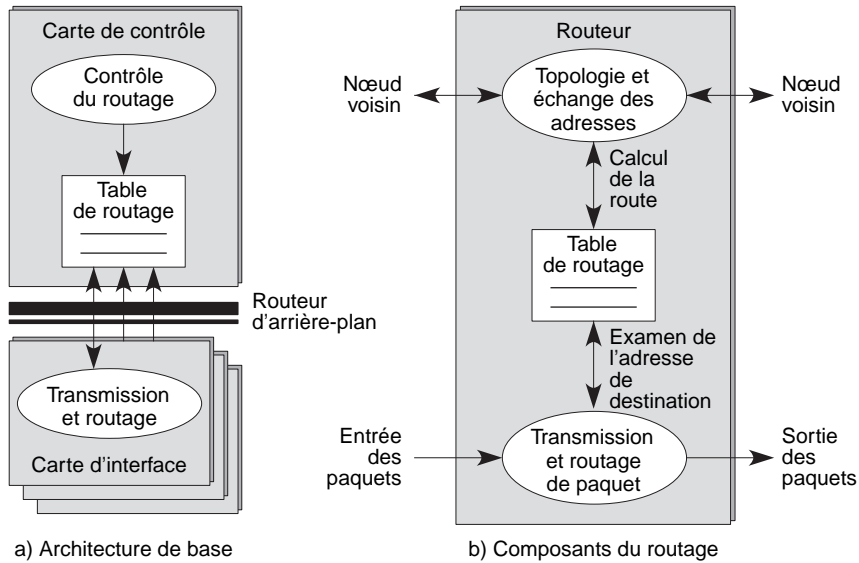 Carte de contrôle
Contrôle
du routage
Table
de routage
Routeur
d'arrière-plan
Transmission
et routage
Carte d'interface
a) Architecture de base
Routeur
Nœud
voisin
Topologie et
échange des
adresses
Nœud
voisin
Calcul
de la
route
Table
de routage
Examen de
l'adresse
de
destination
Entrée
des
paquets
Transmission
et routage
de paquet
Sortie
des
paquets
b) Composants du routage